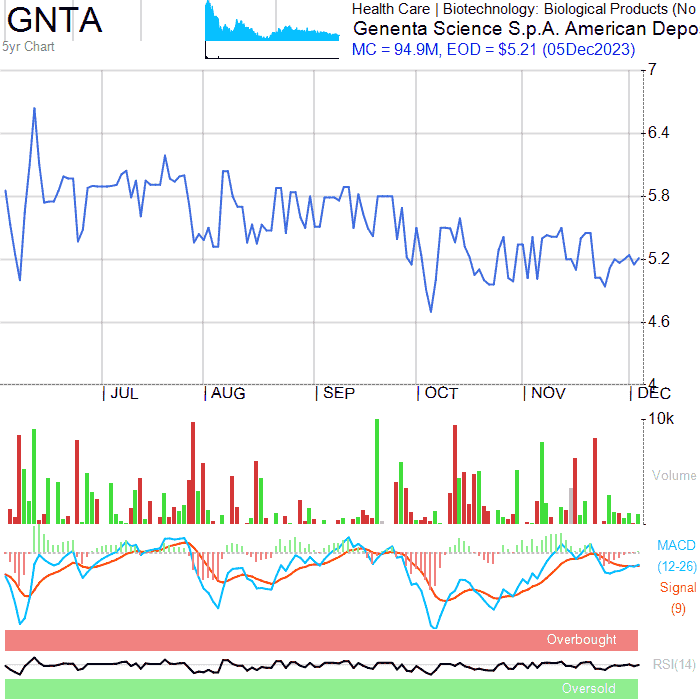 GNTA
5yr Chart
Health Care | Biotechnology: Biological Products (No
Genenta Science S.p.A. American Depo
MC = 94.9M, EOD = $5.21 (05Dec2023)
7
6.4
5.8
5.2
4.6
4
JUL AUG SEP OCT NOV DEC
10k
Volume
MACD
(12-26)
Signal
(9)
Overbought
RSI(14)
Oversold